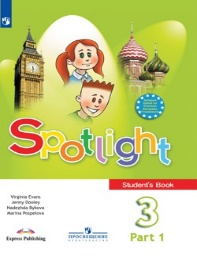 Spotlight
Student's Book
Virginia Evans
Jenny Dooley
Nadezhda Bykova
Marina Pospelova
3
Part 1
Express Publishing
ПРОСВЕЩЕНИЕ